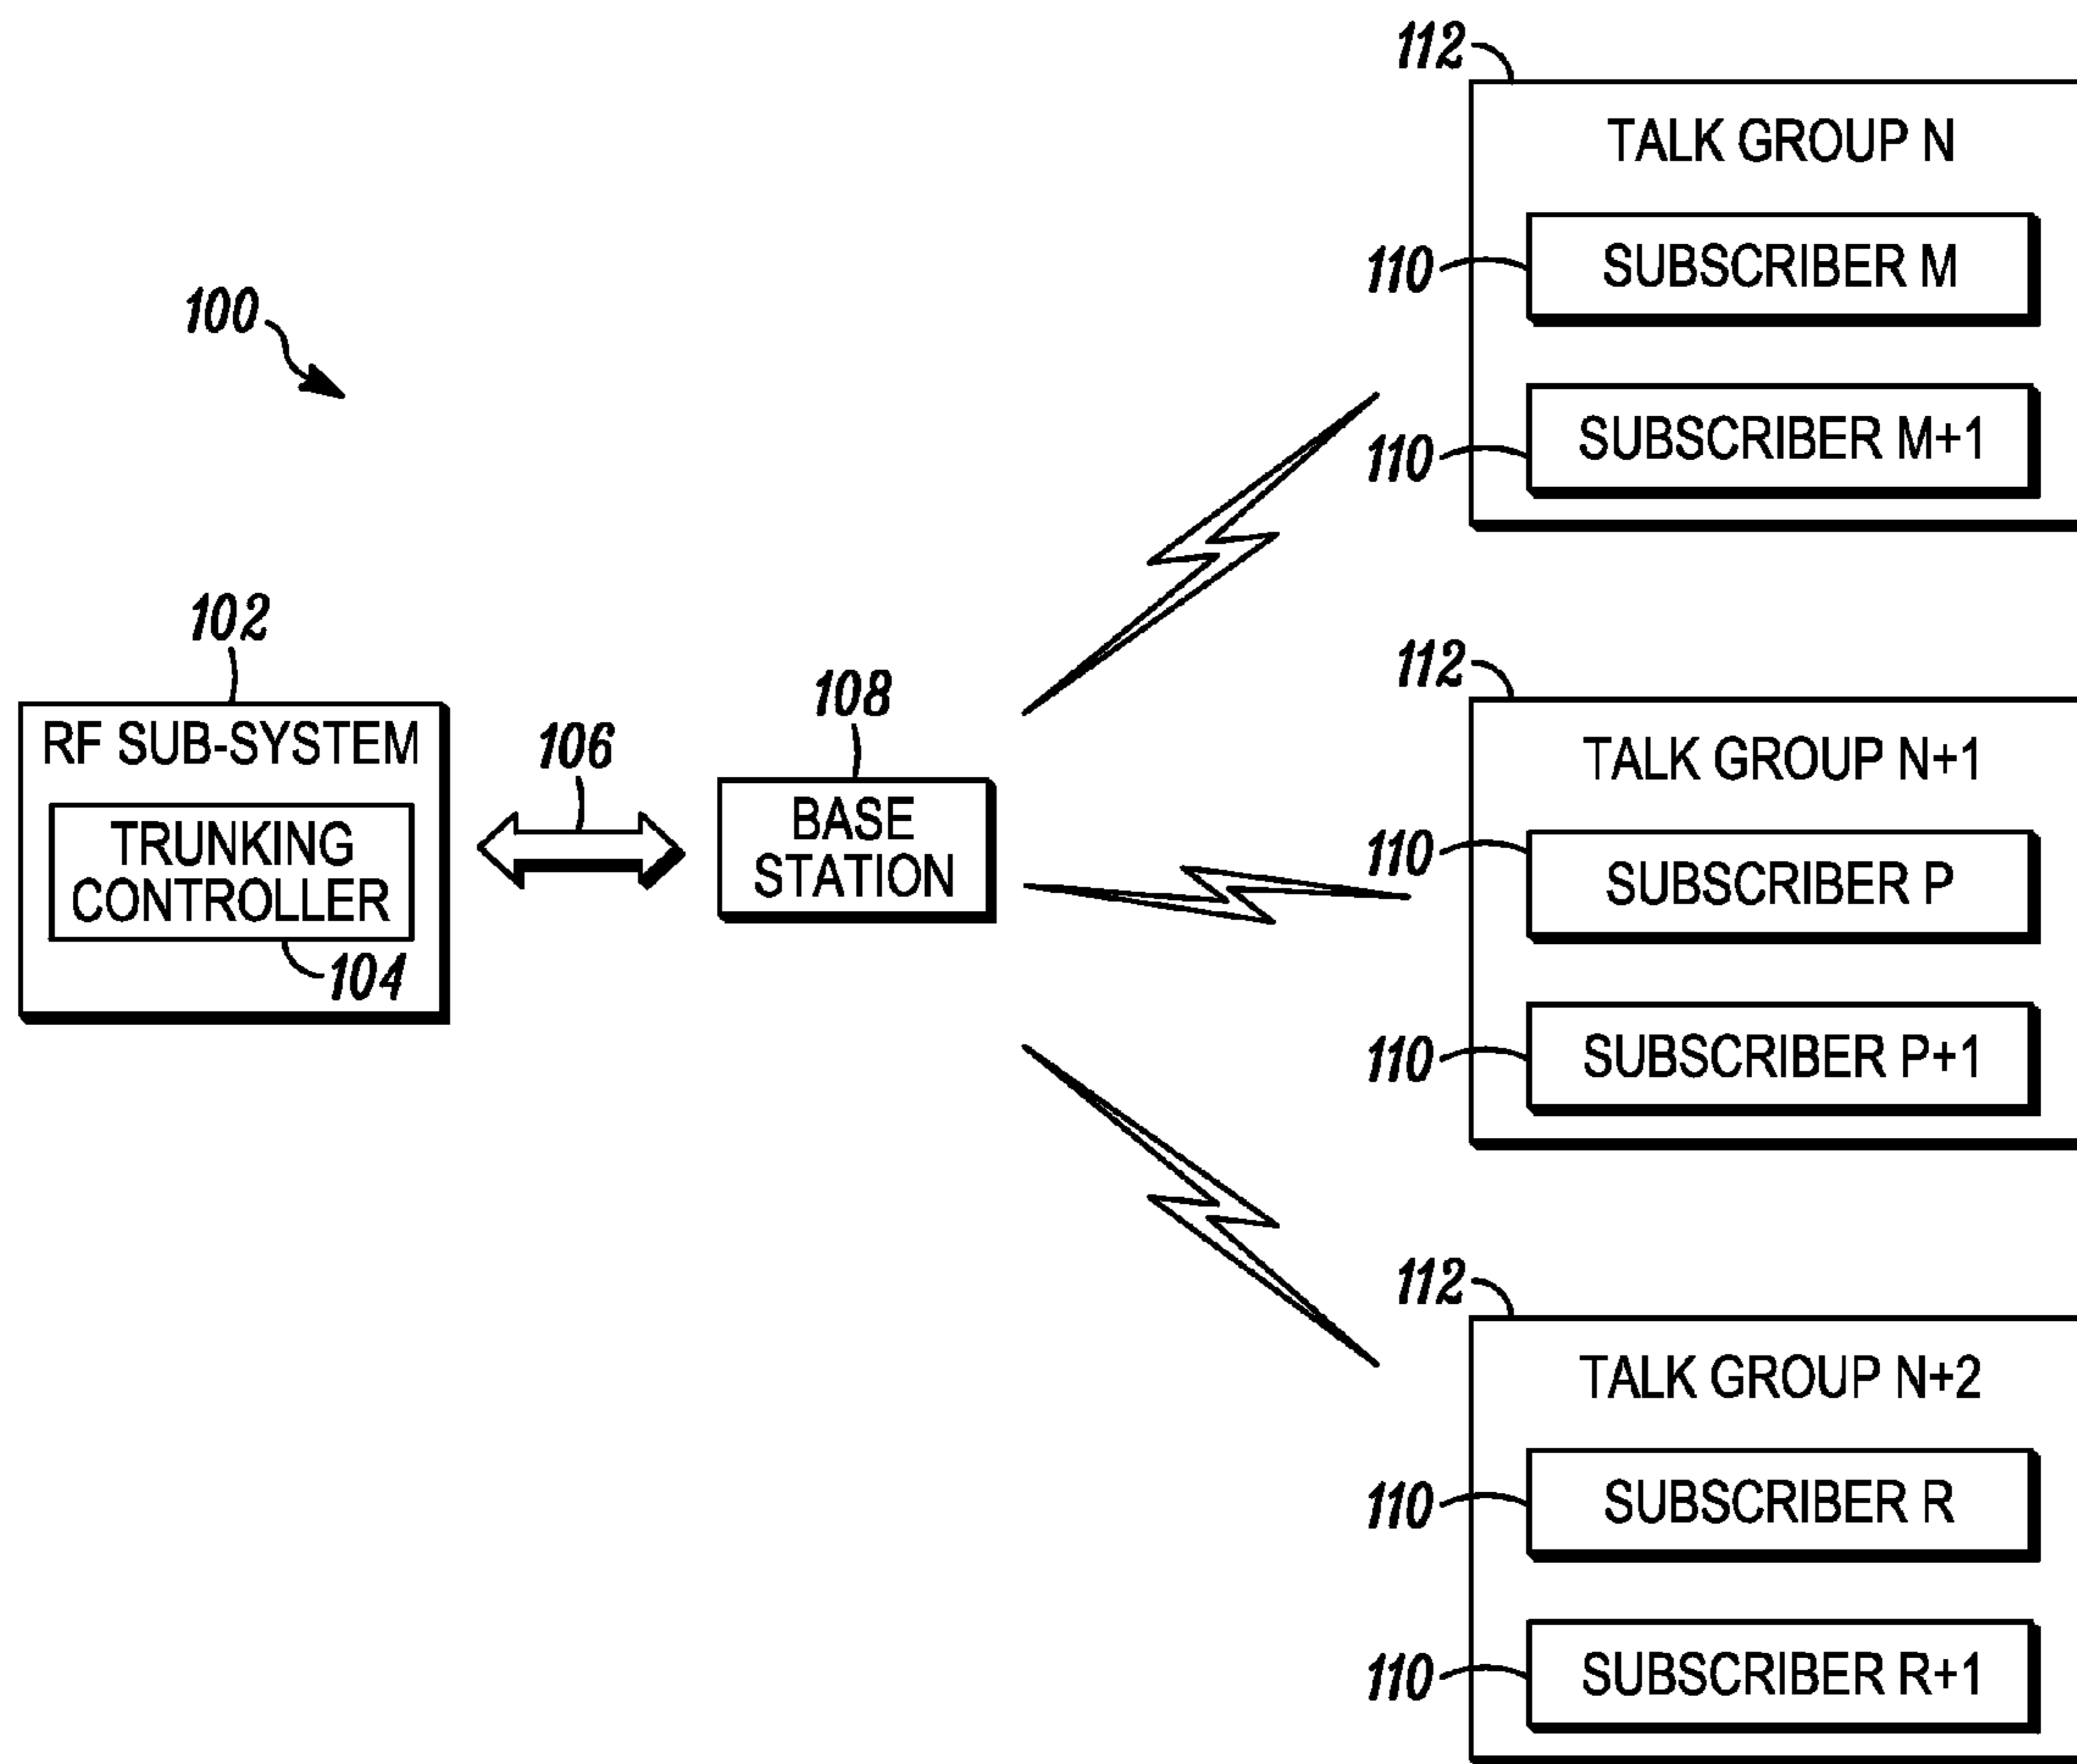 100
102
RF SUB-SYSTEM
TRUNKING
CONTROLLER
104
106
108
BASE
STATION
112
TALK GROUP N
110
SUBSCRIBER M
110
SUBSCRIBER M+1
112
TALK GROUP N+1
110
SUBSCRIBER P
110
SUBSCRIBER P+1
112
TALK GROUP N+2
110
SUBSCRIBER R
110
SUBSCRIBER R+1